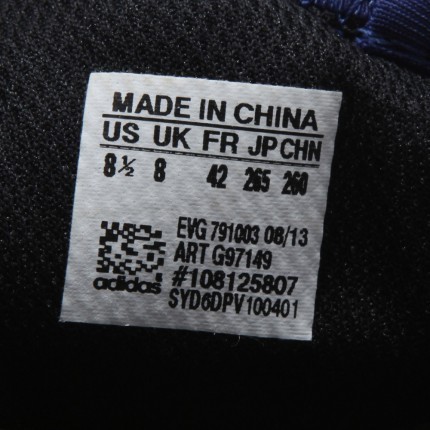 MADE IN CHINA
US UK FR JP CHN
8½ 8 42 265 260
EVG 791003 08/13
ART G97149
#108125807
adidas SYD6DPV100401